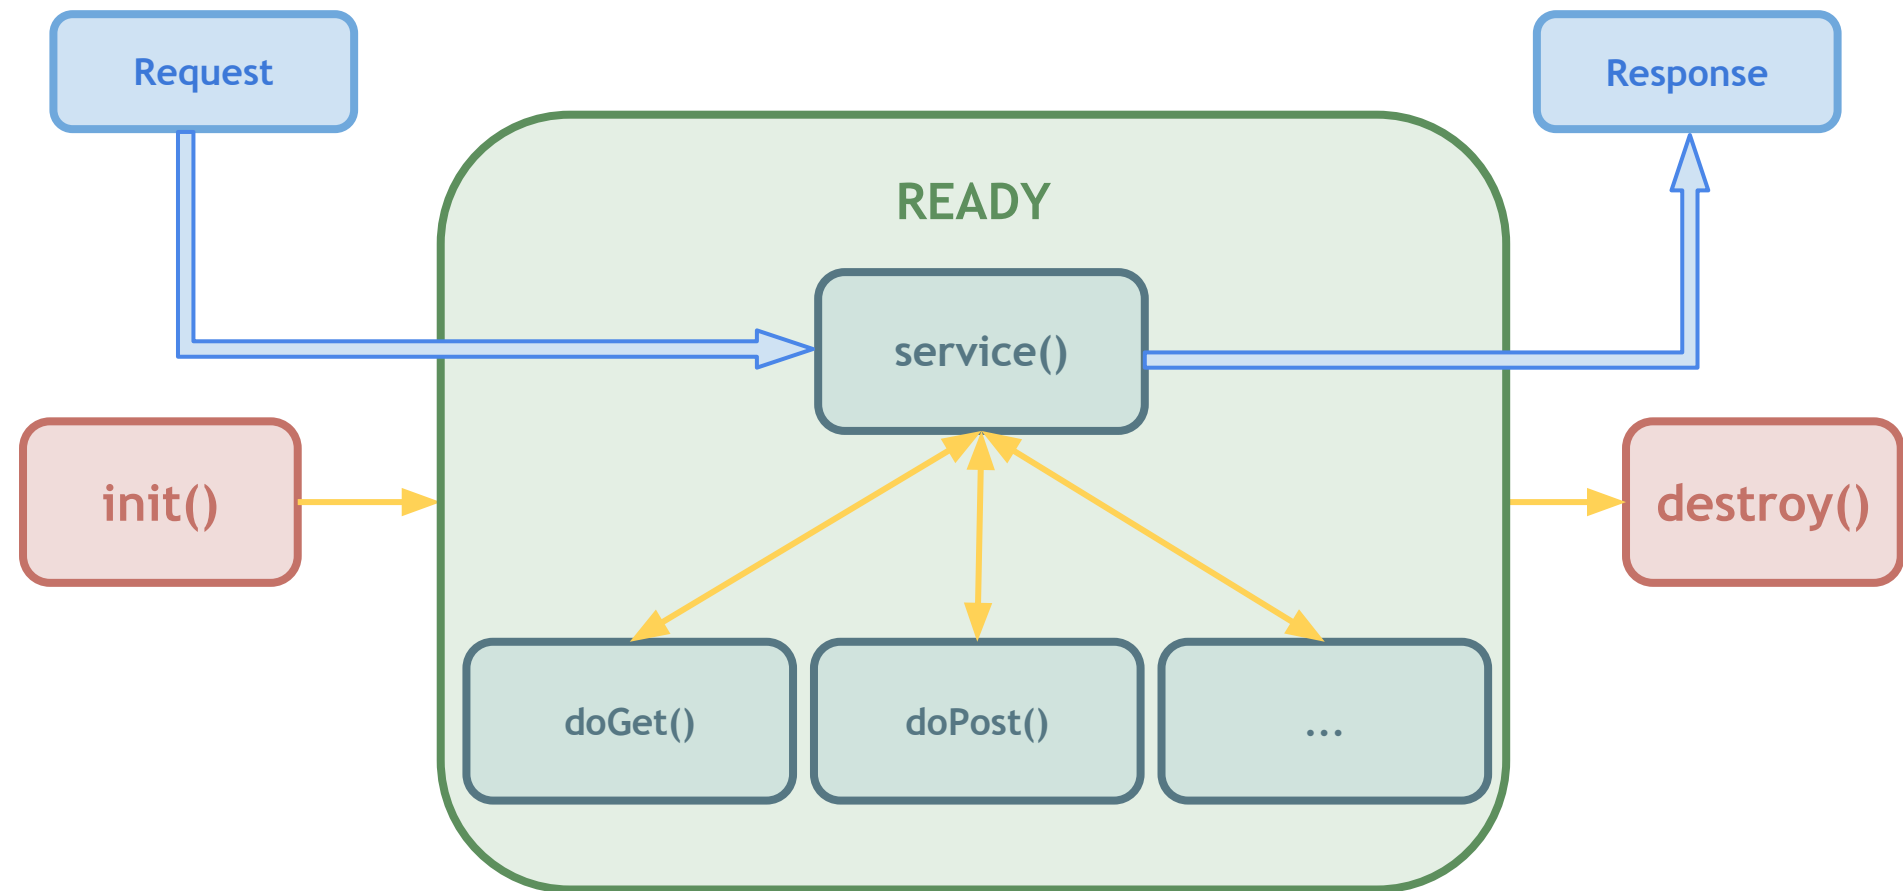 Request
Response
READY
service()
init()
destroy()
doGet()
doPost()
...